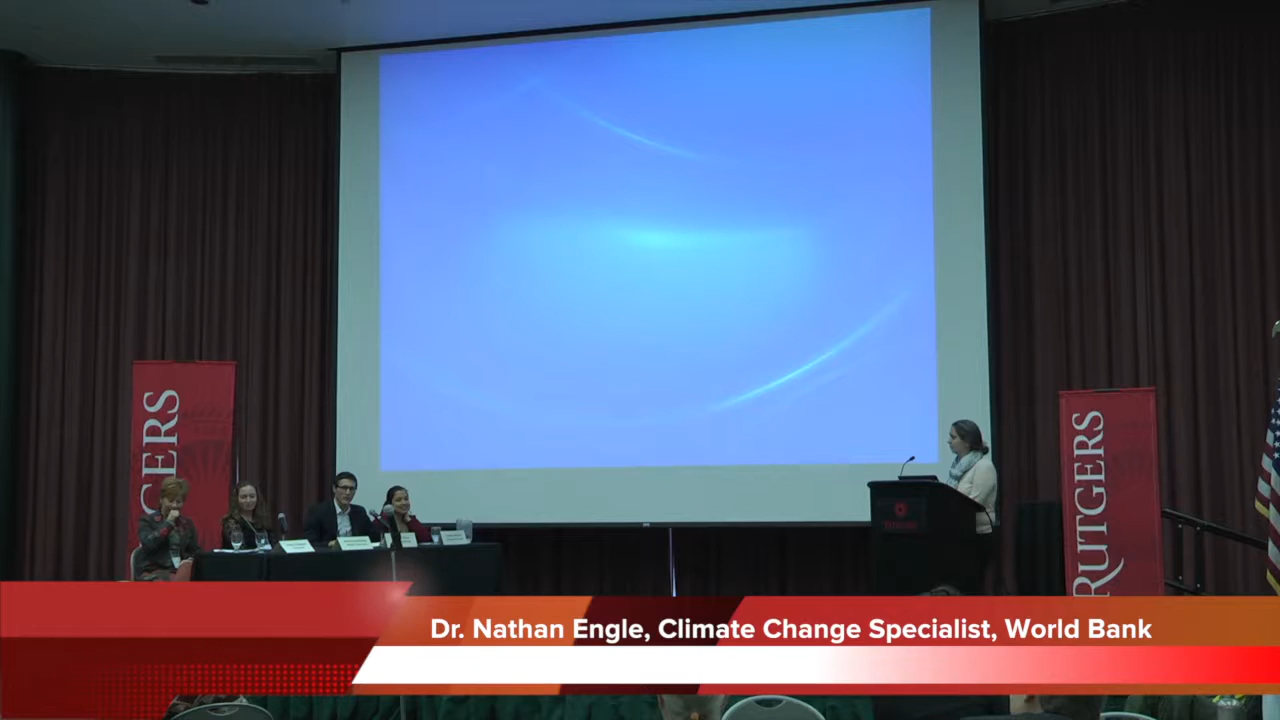 GERS
RUTGERS
Dr. Nathan Engle, Climate Change Specialist, World Bank